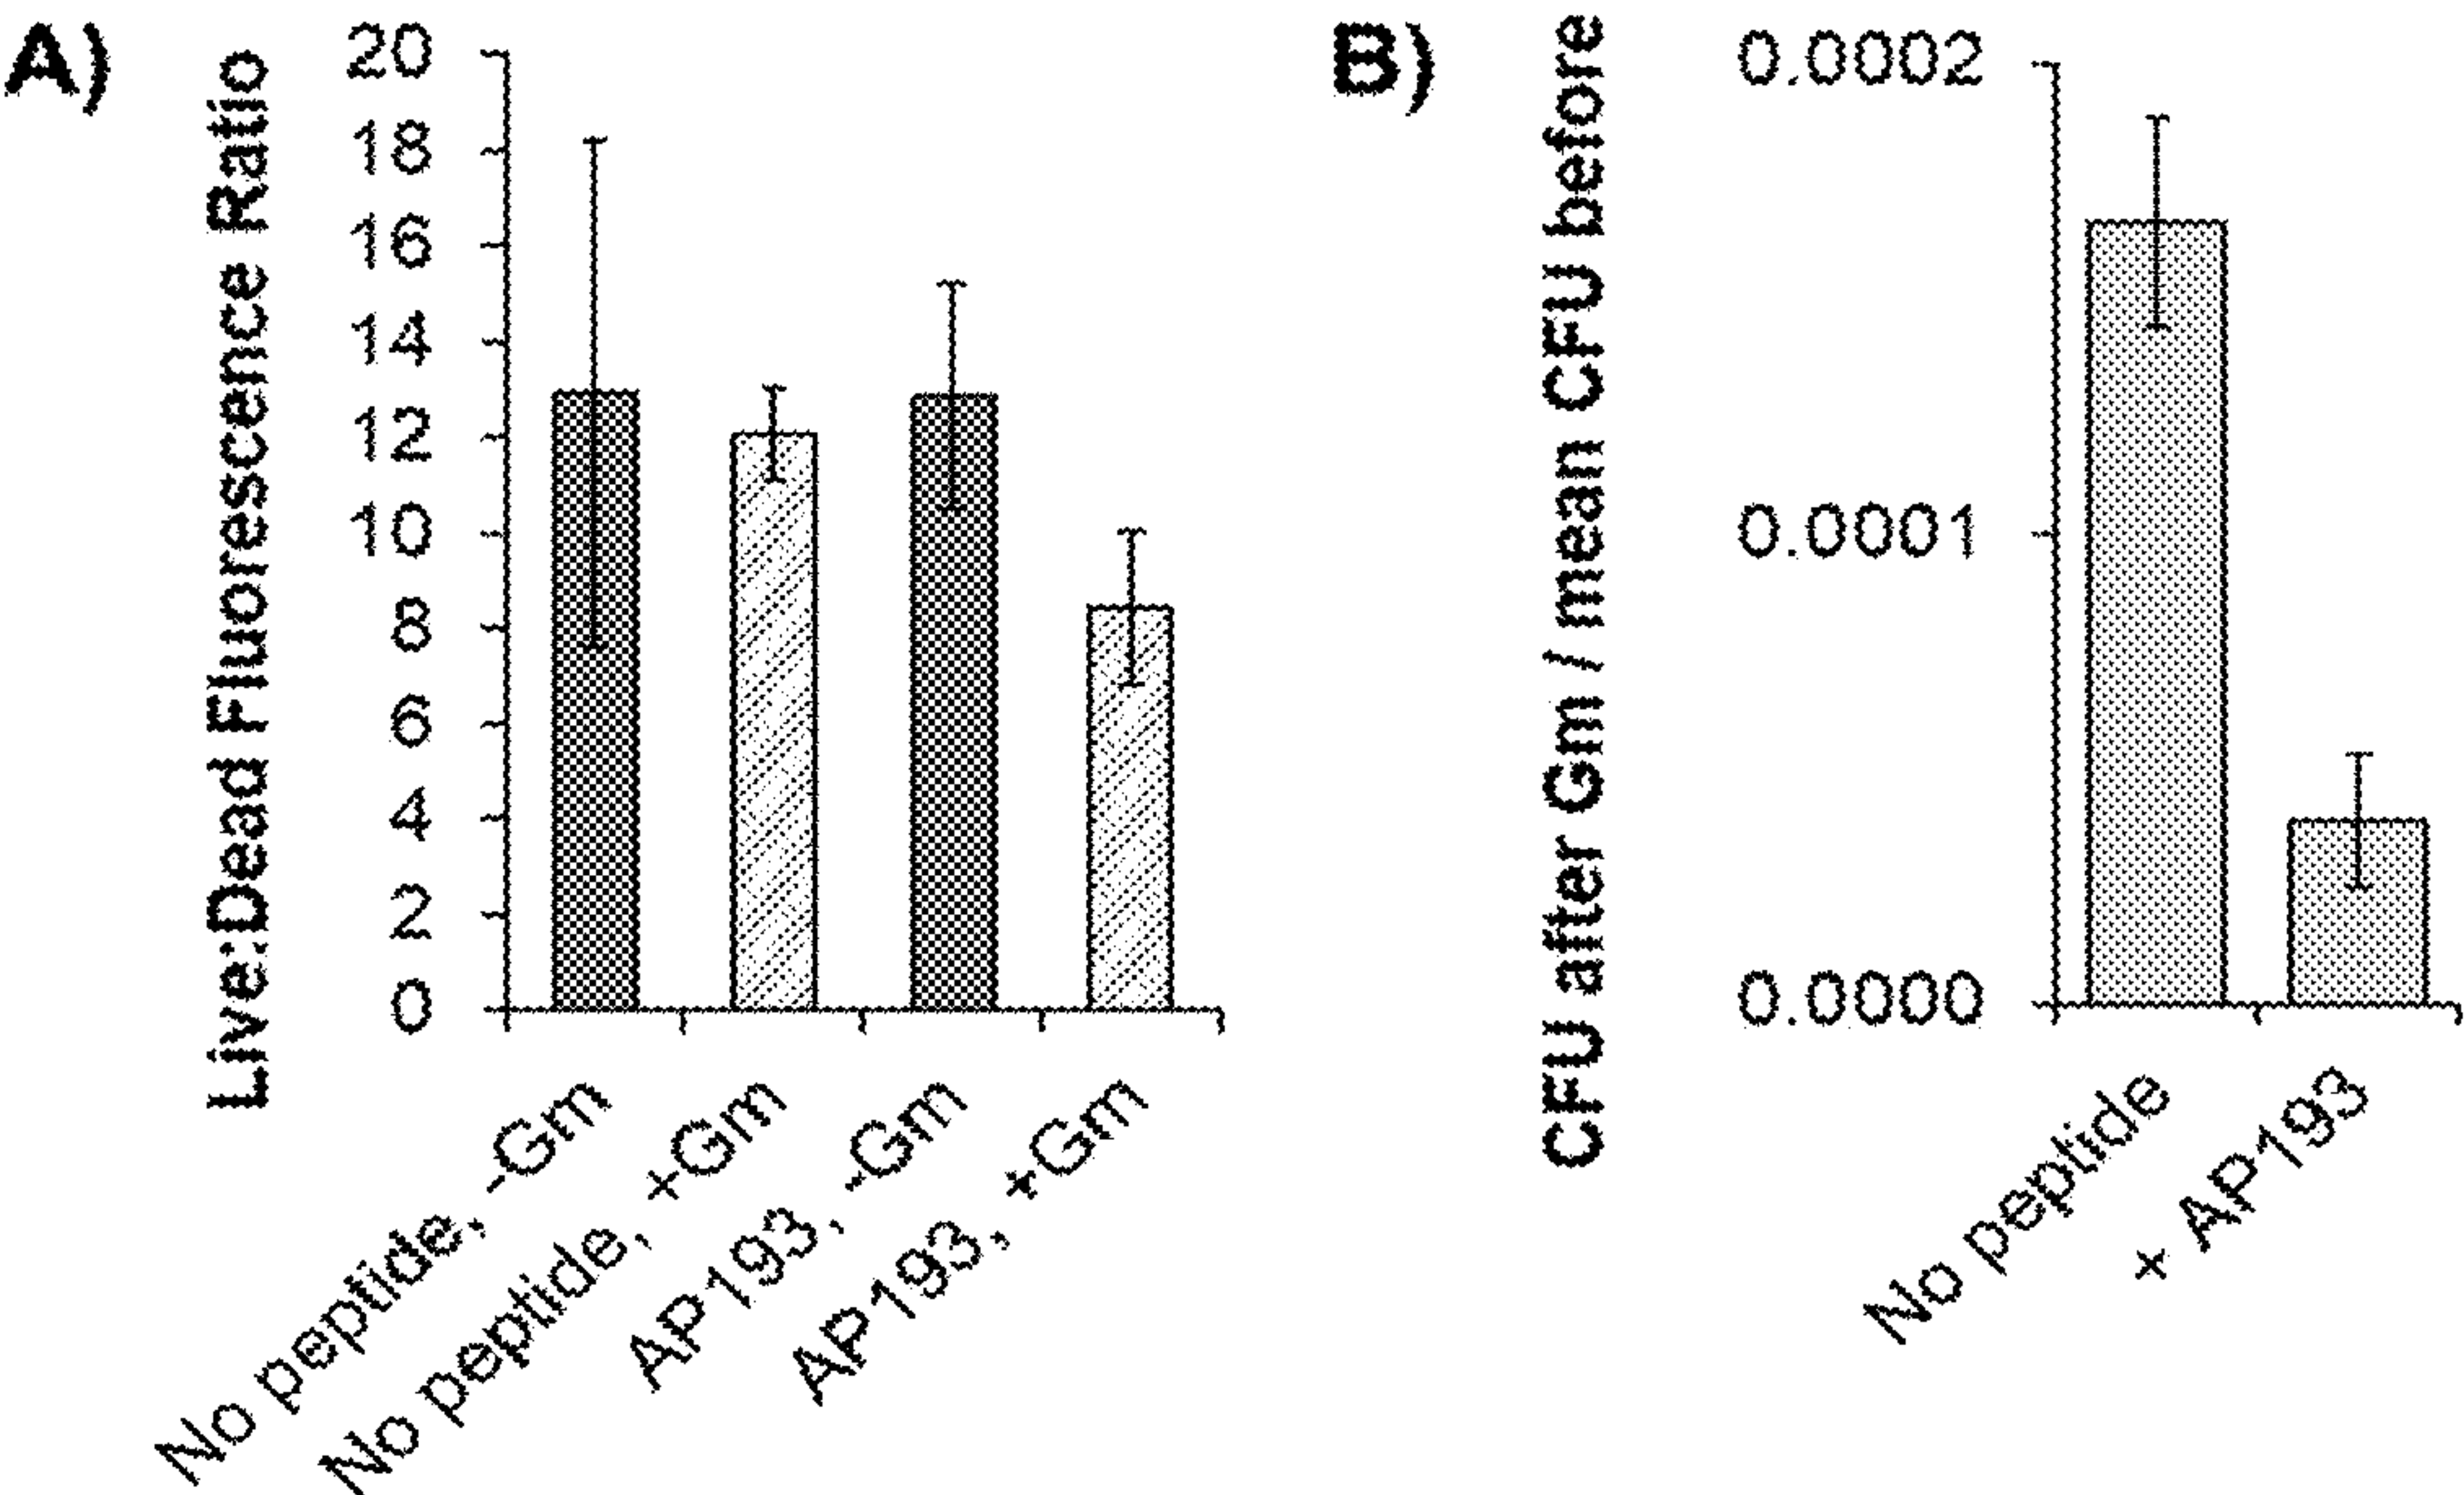 A)
Live:Dead Fluorescence Ratio
20
18
16
14
12
10
8
6
4
2
0
No peptide, -Gm
No peptide, +Gm
AP193, -Gm
AP193, +Gm
B)
CFU after Gm / mean CFU before
0.0002
0.0001
0.0000
No peptide
+ AP193